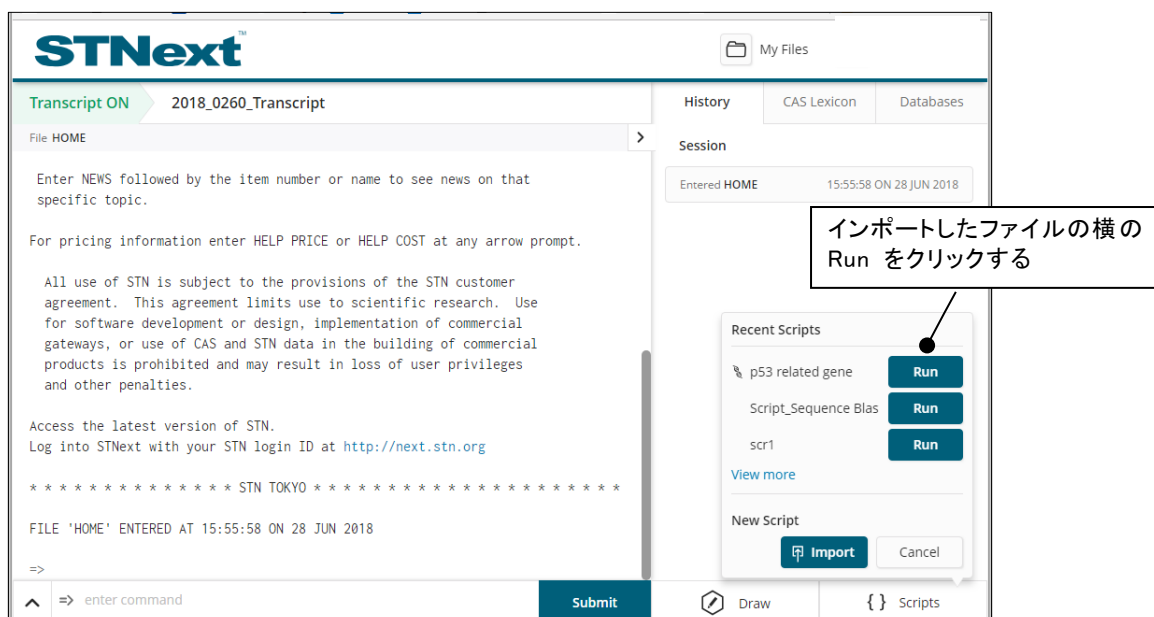 STNext™
My Files
Transcript ON
2018_0260_Transcript
History
CAS Lexicon
Databases
File HOME
Session
Entered HOME
15:55:58 ON 28 JUN 2018
Enter NEWS followed by the item number or name to see news on that
specific topic.
For pricing information enter HELP PRICE or HELP COST at any arrow prompt.
All use of STN is subject to the provisions of the STN customer
agreement.  This agreement limits use to scientific research.  Use
for software development or design, implementation of commercial
gateways, or use of CAS and STN data in the building of commercial
products is prohibited and may result in loss of user privileges
and other penalties.
Access the latest version of STN.
Log into STNext with your STN login ID at http://next.stn.org
* * * * * * * * * * * * * * STN TOKYO * * * * * * * * * * * * * * * * * * * * *
FILE 'HOME' ENTERED AT 15:55:58 ON 28 JUN 2018
=>
インポートしたファイルの横の
Run をクリックする
Recent Scripts
p53 related gene
Run
Script_Sequence Blas
Run
scr1
Run
View more
New Script
Import
Cancel
=> enter command
Submit
Draw
{ } Scripts